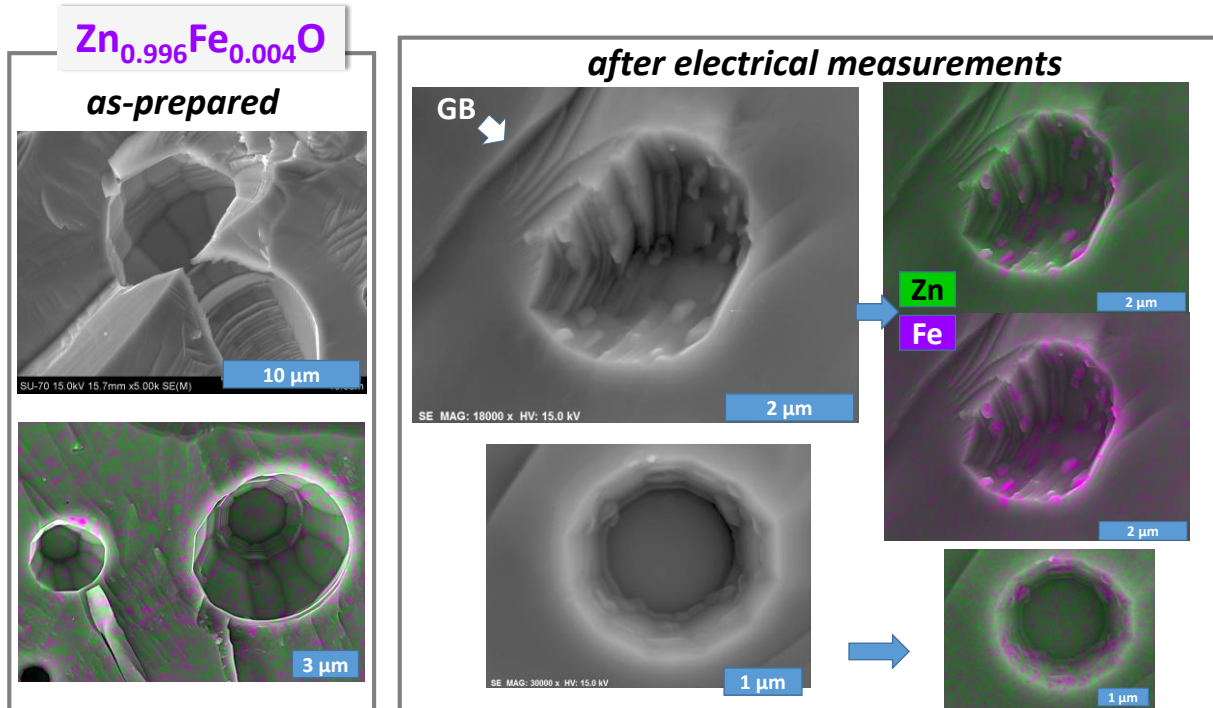 Zn0.996Fe0.004O
as-prepared
10 µm
SU-70 15.0kV 15.7mm x5.00k SE(M)
3 µm
after electrical measurements
GB
SE MAG: 18000 x HV: 15.0 kV
2 µm
2 µm
Zn
Fe
2 µm
SE MAG: 30000 x HV: 15.0 kV
1 µm
1 µm